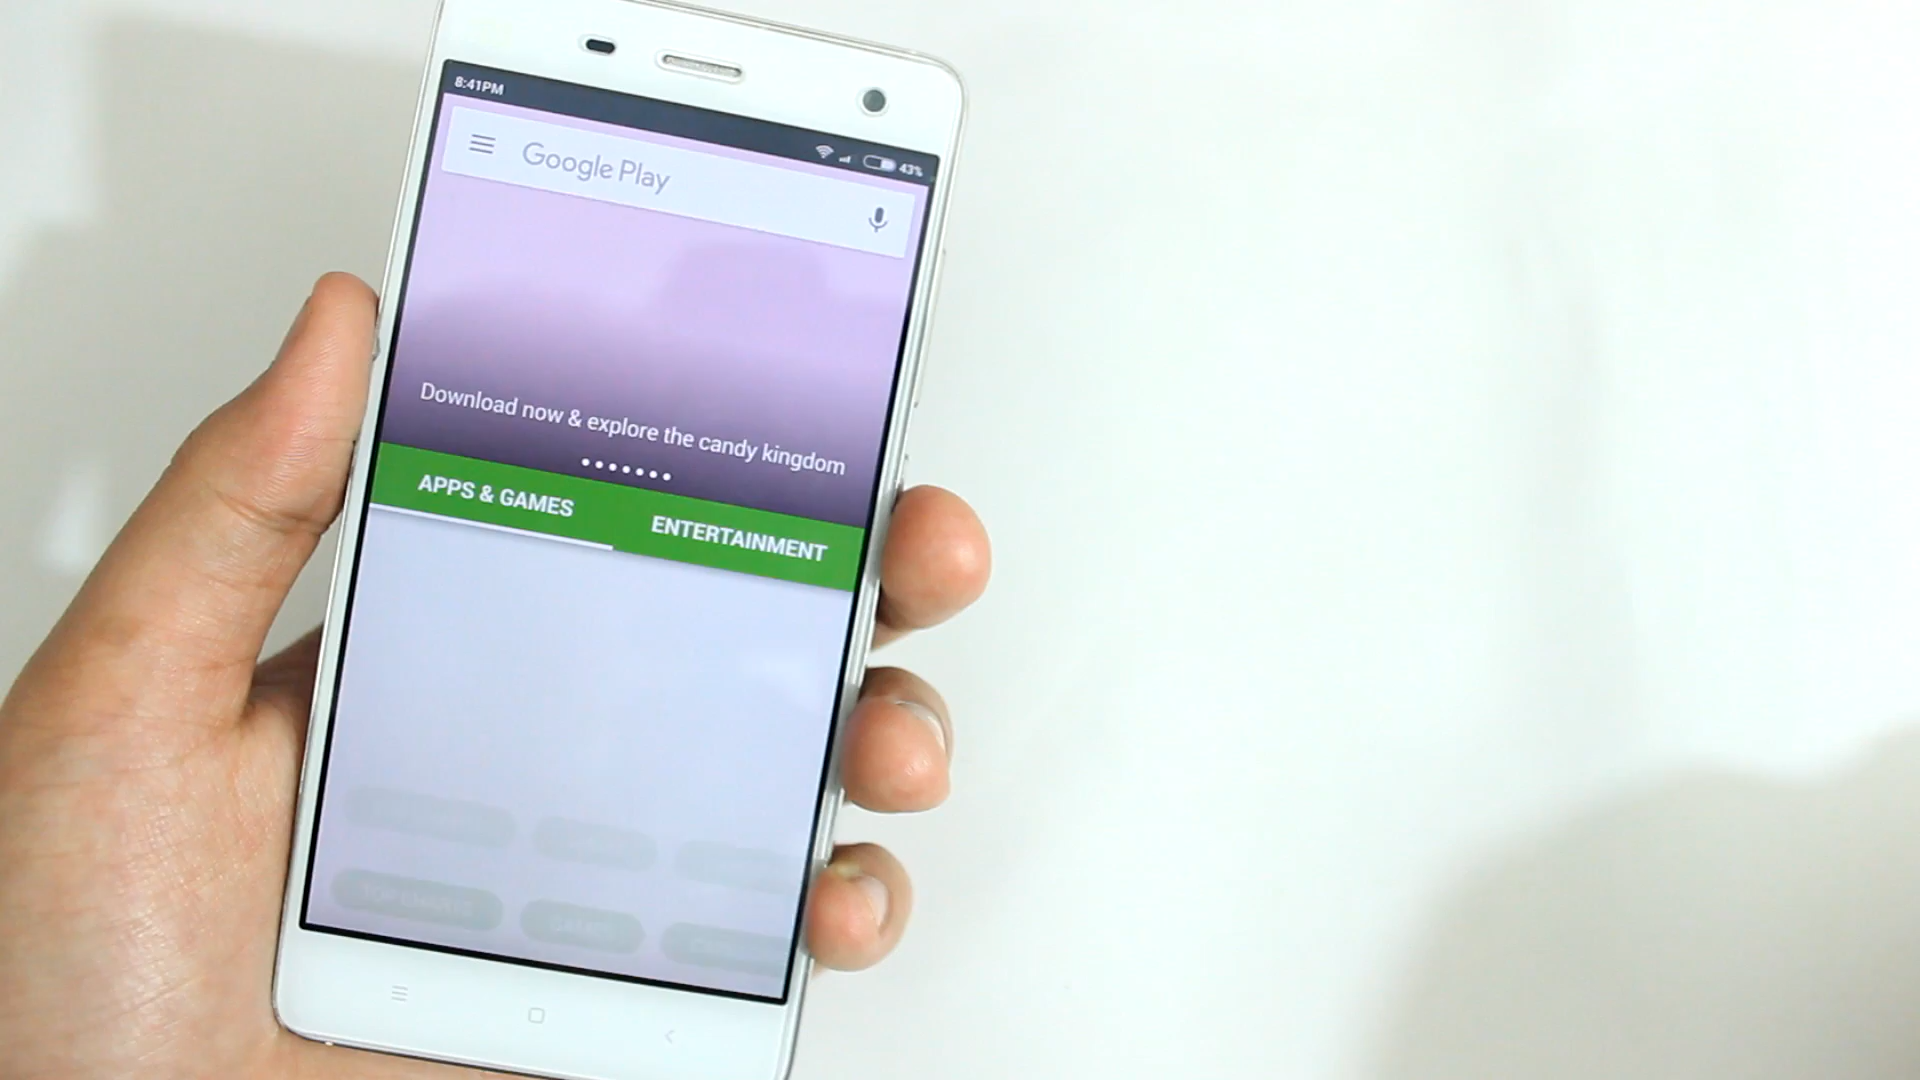 8:41PM
43%
Google Play
Download now & explore the candy kingdom
APPS & GAMES
ENTERTAINMENT